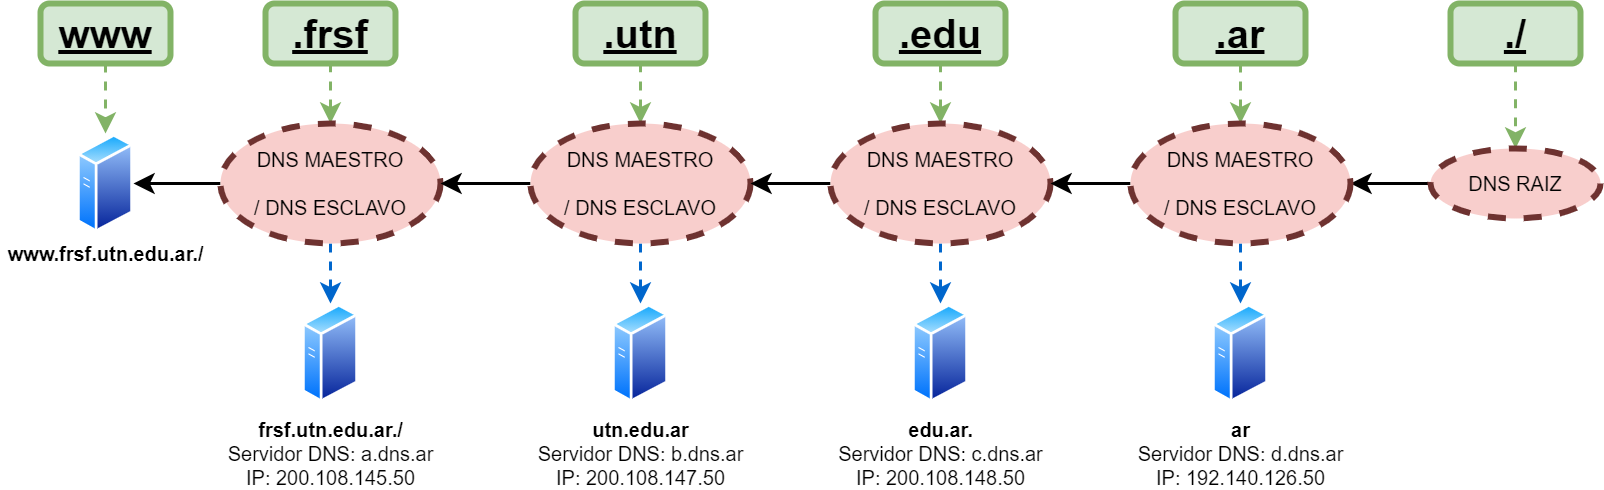 www
.frsf
.utn
.edu
.ar
./
DNS MAESTRO
/ DNS ESCLAVO
DNS MAESTRO
/ DNS ESCLAVO
DNS MAESTRO
/ DNS ESCLAVO
DNS MAESTRO
/ DNS ESCLAVO
DNS RAIZ
www.frsf.utn.edu.ar./
frsf.utn.edu.ar./
Servidor DNS: a.dns.ar
IP: 200.108.145.50
utn.edu.ar
Servidor DNS: b.dns.ar
IP: 200.108.147.50
edu.ar.
Servidor DNS: c.dns.ar
IP: 200.108.148.50
ar
Servidor DNS: d.dns.ar
IP: 192.140.126.50